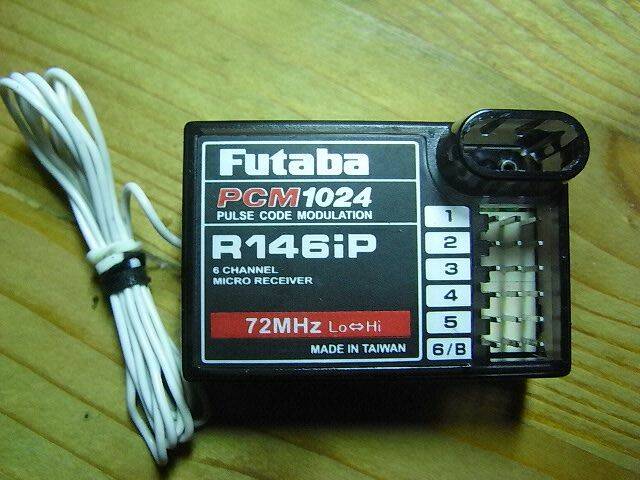 Futaba
PCM1024
PULSE CODE MODULATION
R146iP
6 CHANNEL
MICRO RECEIVER
72MHz Lo⇔Hi
MADE IN TAIWAN
1
2
3
4
5
6/B